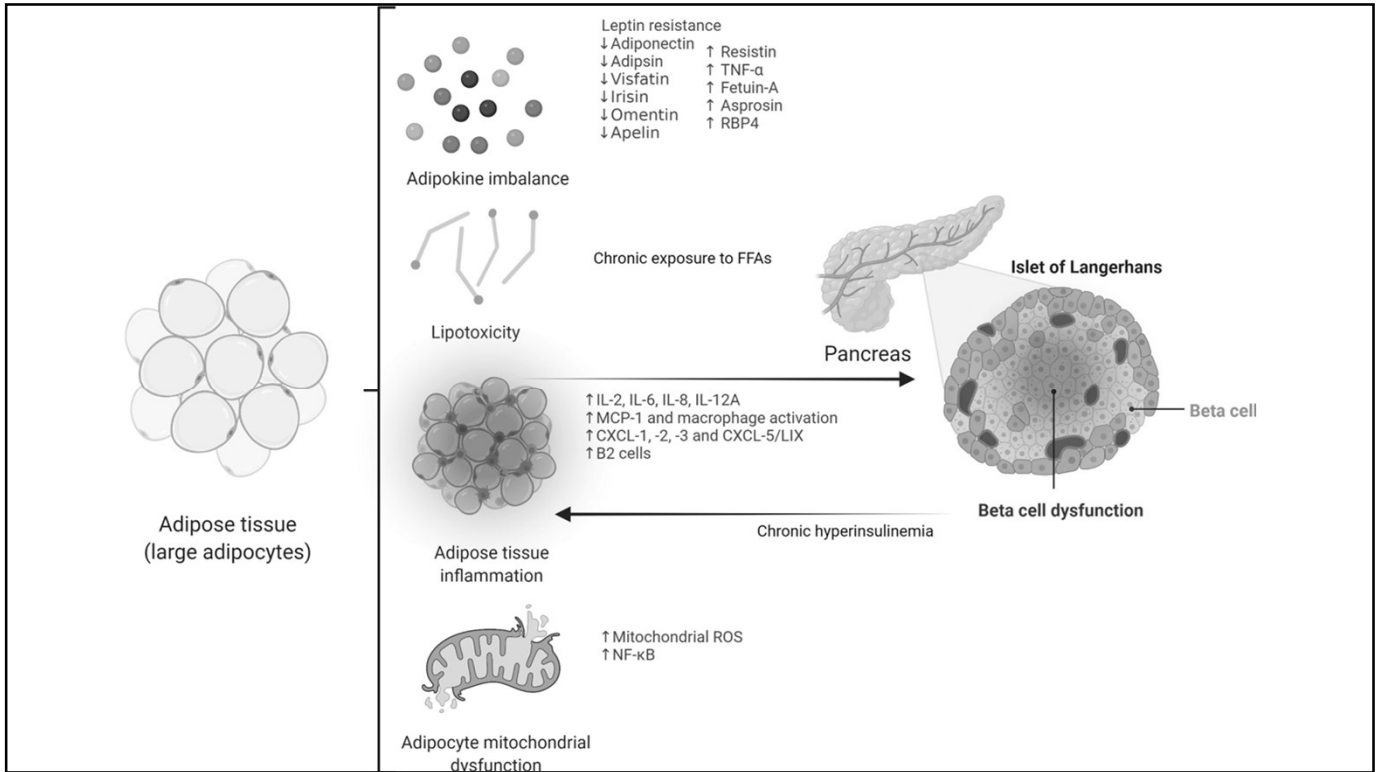 Leptin resistance
↓Adiponectin
↓Adipsin
↓Visfatin
↓Irisin
↓Omentin
↓Apelin
↑ Resistin
↑ TNF-α
↑ Fetuin-A
↑ Asprosin
↑ RBP4
Adipokine imbalance
Chronic exposure to FFAs
Lipotoxicity
Islet of Langerhans
Pancreas
↑IL-2, IL-6, IL-8, IL-12A
↑MCP-1 and macrophage activation
↑CXCL-1, -2, -3 and CXCL-5/LIX
↑B2 cells
Beta cell
Beta cell dysfunction
Chronic hyperinsulinemia
Adipose tissue
(large adipocytes)
Adipose tissue
inflammation
↑Mitochondrial ROS
↑NF-κB
Adipocyte mitochondrial
dysfunction